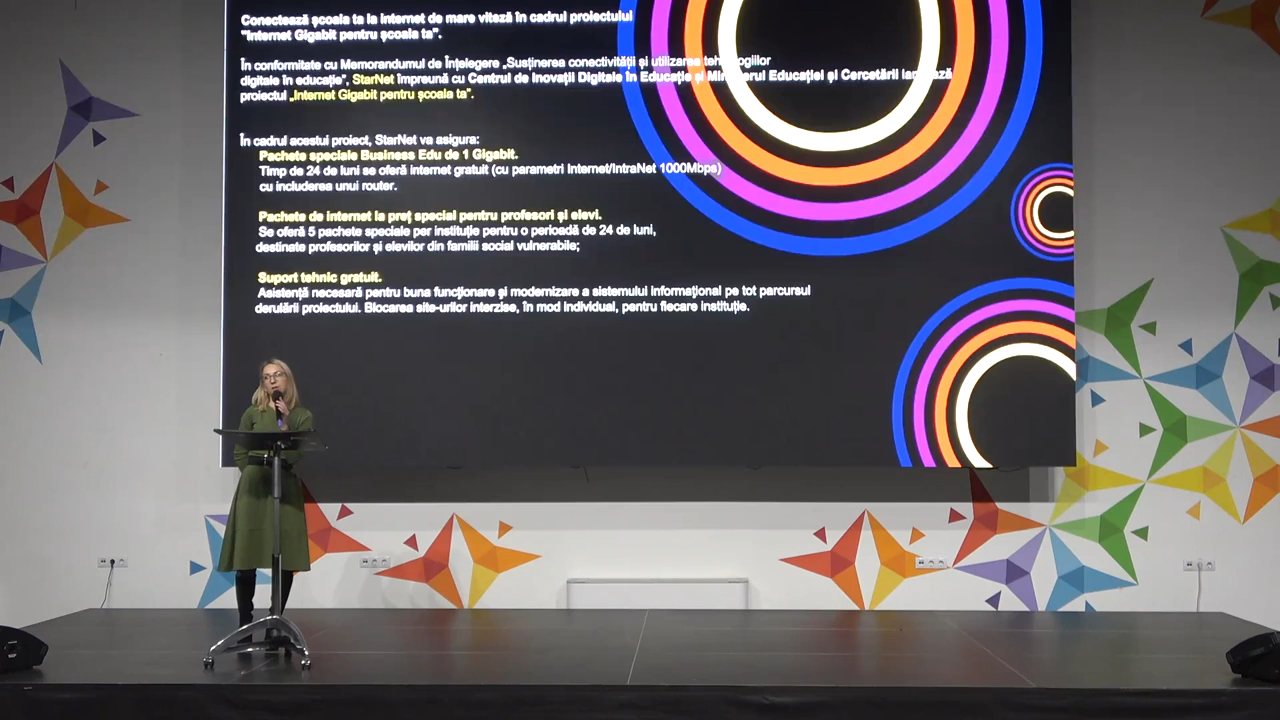 Conectează școala ta la internet de mare viteză în cadrul proiectului
"Internet Gigabit pentru școala ta".
În conformitate cu Memorandumul de Înțelegere „Susținerea conectivității și utilizarea tehnologiilor
digitale în educație", StarNet împreună cu Centrul de Inovații Digitale în Educație și Ministerul Educației și Cercetării lansează
proiectul „Internet Gigabit pentru școala ta".
În cadrul acestui proiect, StarNet va asigura:
Pachete speciale Business Edu de 1 Gigabit.
Timp de 24 de luni se oferă internet gratuit (cu parametri Internet/IntraNet 1000Mbps)
cu includerea unui router.
Pachete de internet la preț special pentru profesori și elevi.
Se oferă 5 pachete speciale per instituție pentru o perioadă de 24 de luni,
destinate profesorilor și elevilor din familii social vulnerabile;
Suport tehnic gratuit.
Asistență necesară pentru buna funcționare și modernizare a sistemului informațional pe tot parcursul
derulării proiectului. Blocarea site-urilor interzise, în mod individual, pentru fiecare instituție.